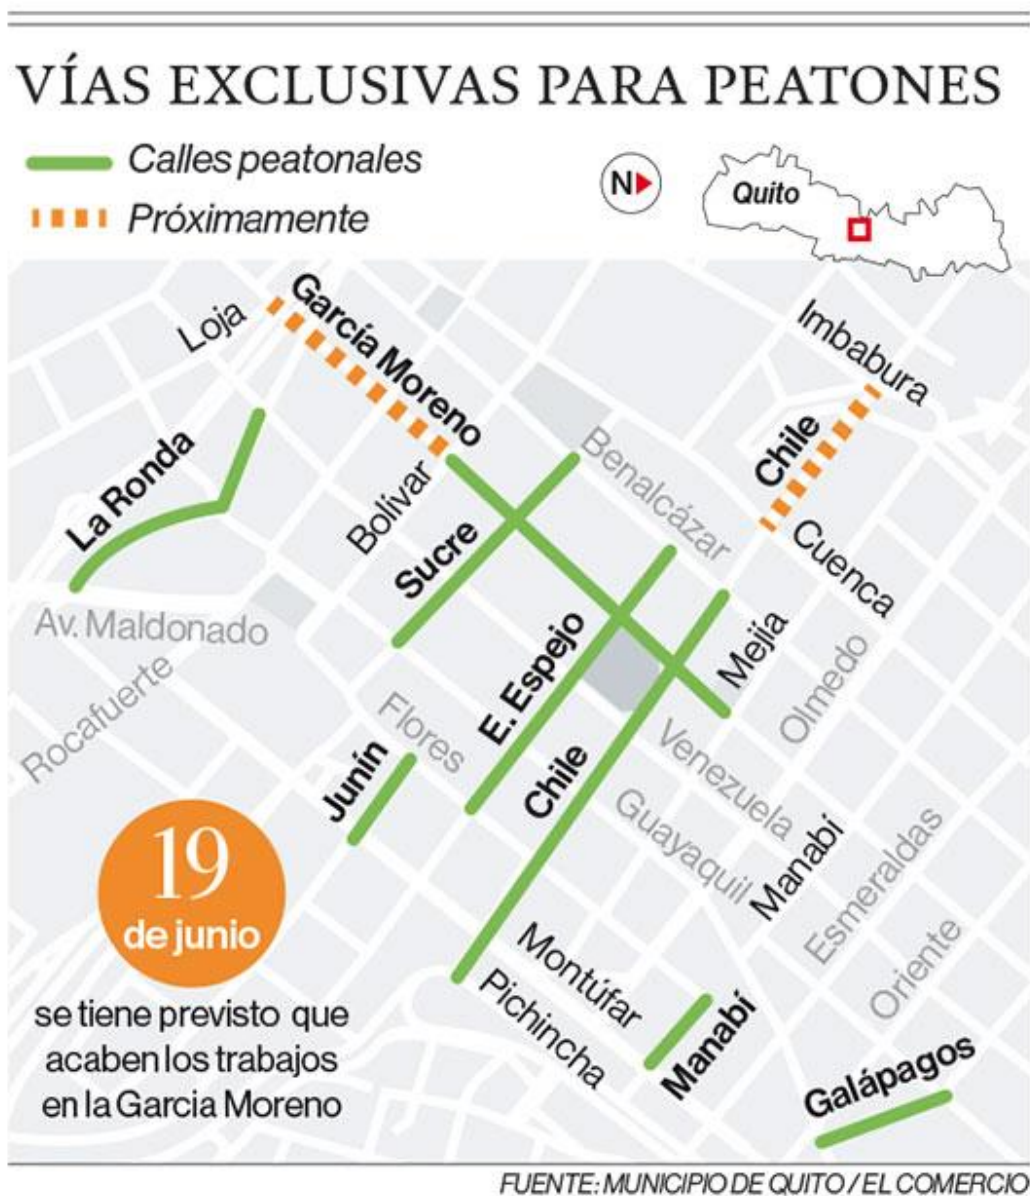 VÍAS EXCLUSIVAS PARA PEATONES
Calles peatonales
Próximamente
N
Quito
Loja
García Moreno
Imbabura
Chile
La Ronda
Bolívar
Benalcázar
Sucre
Cuenca
Av. Maldonado
Rocafuerte
E. Espejo
Mejía
Olmedo
Flores
Junín
Chile
Venezuela
Guayaquil
Manabí
Esmeraldas
Oriente
19
de junio
se tiene previsto que
acaben los trabajos
en la Garcia Moreno
Montúfar
Pichincha
Manabí
Galápagos
FUENTE: MUNICIPIO DE QUITO / EL COMERCIO